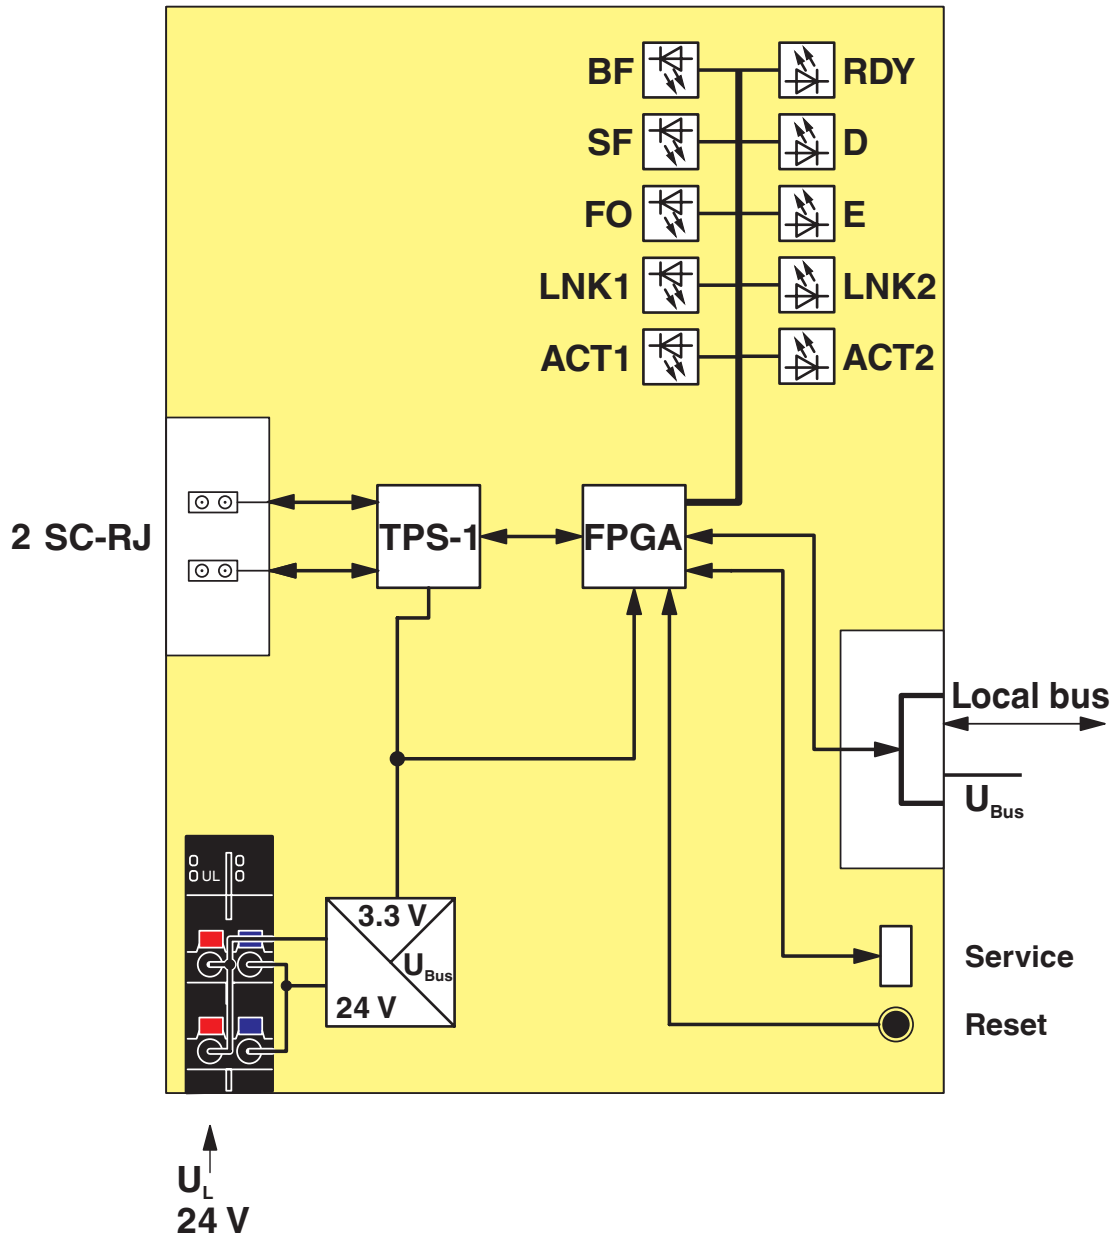 BF RDY
SF D
FO E
LNK1 LNK2
ACT1 ACT2
2 SC-RJ
TPS-1
FPGA
Local bus
UBus
UL
3.3 V
UBus
24 V
Service
Reset
UL
24 V